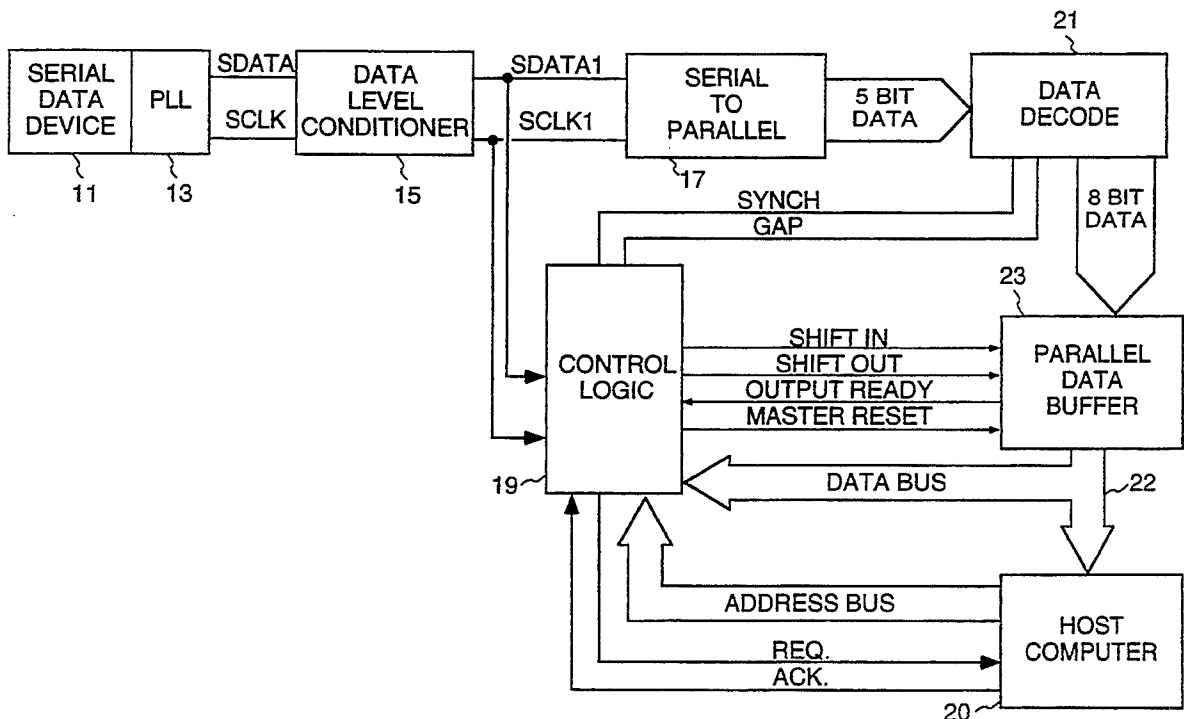 21
SERIAL
DATA
DEVICE
PLL
SDATA
SCLK
DATA
LEVEL
CONDITIONER
SDATA1
SCLK1
SERIAL
TO
PARALLEL
5 BIT
DATA
DATA
DECODE
11
13
15
17
SYNCH
GAP
8 BIT
DATA
23
CONTROL
LOGIC
SHIFT IN
SHIFT OUT
OUTPUT READY
MASTER RESET
PARALLEL
DATA
BUFFER
19
DATA BUS
22
ADDRESS BUS
HOST
COMPUTER
REQ.
ACK.
20